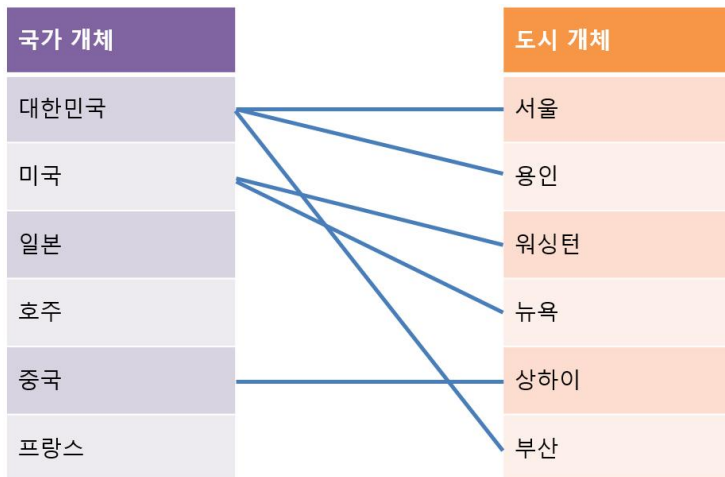 국가 개체
대한민국
미국
일본
호주
중국
프랑스
도시 개체
서울
용인
워싱턴
뉴욕
상하이
부산